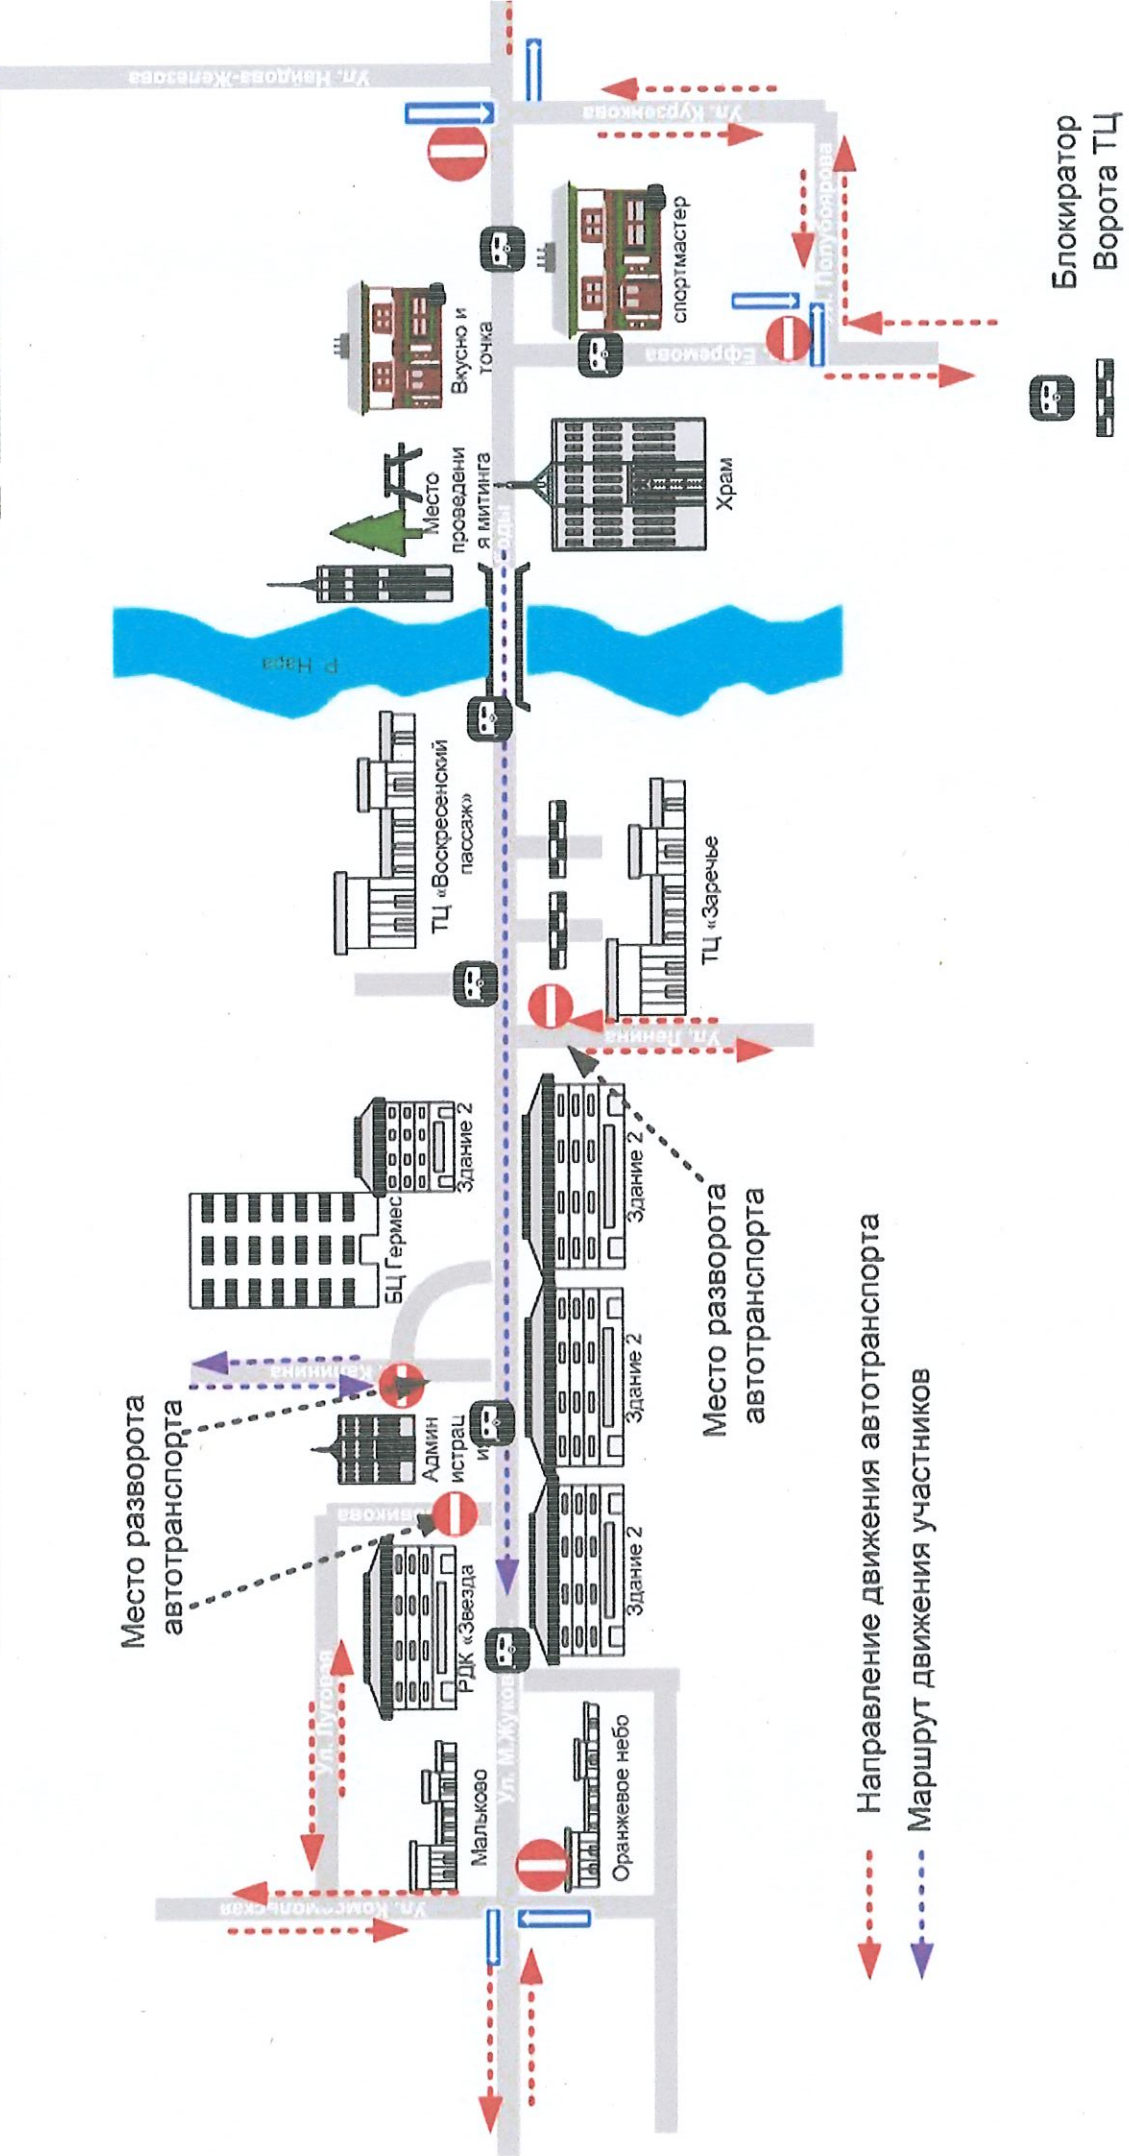 Место разворота
автотранспорта
БЦ Гермес
Здание 2
ТЦ «Воскресенский
пассаж»
Р. Нара
Место
проведени
я митинга
Вкусно и
точка
Ул. Наидова-Железова
Ул. Калинина
Админ
истрац
РДК «Звезда
Ул. Луговая
Мальково
Ул. Комсомольская
Ул. М.Жуков
Оранжевое небо
Здание 2
Здание 2
Здание 2
Ул. Ленина
ТЦ «Заречье
Храм
Ефремова
спортмастер
Ул. Курзенкова
Полубоярова
Место разворота
автотранспорта
Направление движения автотранспорта
Маршрут движения участников
Блокиратор
Ворота ТЦ